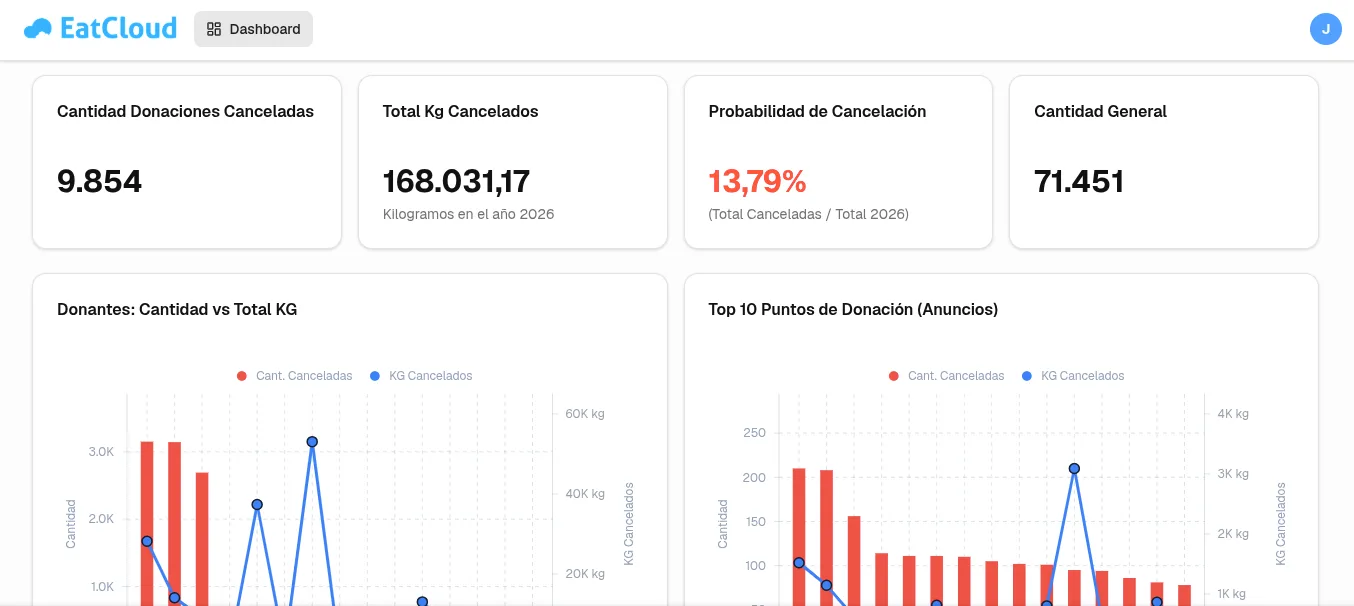 EatCloud
Dashboard
J
Cantidad Donaciones Canceladas
9.854
Total Kg Cancelados
168.031,17
Kilogramos en el año 2026
Probabilidad de Cancelación
13,79%
(Total Canceladas / Total 2026)
Cantidad General
71.451
Donantes: Cantidad vs Total KG
Cant. Canceladas
KG Cancelados
3.0K
2.0K
1.0K
Cantidad
60K kg
40K kg
20K kg
KG Cancelados
Top 10 Puntos de Donación (Anuncios)
Cant. Canceladas
KG Cancelados
250
200
150
100
Cantidad
4K kg
3K kg
2K kg
1K kg
KG Cancelados